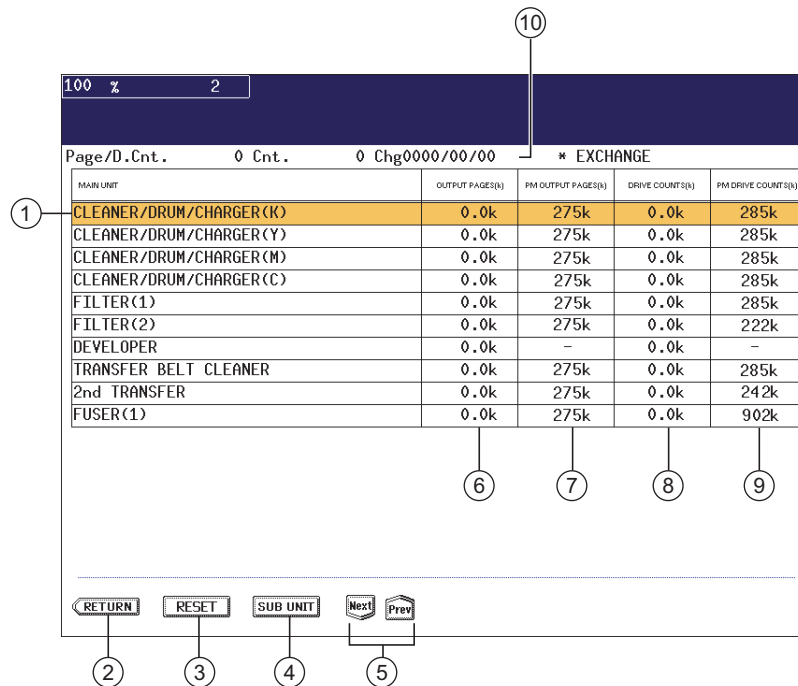 10
100 % 2
Page/D.Cnt. 0 Cnt. 0 Chg0000/00/00 * EXCHANGE
MAIN UNIT OUTPUT PAGES(k) PM OUTPUT PAGES(k) DRIVE COUNTS(k) PM DRIVE COUNTS(k)
1 CLEANER/DRUM/CHARGER(K) 0.0k 275k 0.0k 285k
CLEANER/DRUM/CHARGER(Y) 0.0k 275k 0.0k 285k
CLEANER/DRUM/CHARGER(M) 0.0k 275k 0.0k 285k
CLEANER/DRUM/CHARGER(C) 0.0k 275k 0.0k 285k
FILTER(1) 0.0k 275k 0.0k 285k
FILTER(2) 0.0k 275k 0.0k 222k
DEVELOPER 0.0k - 0.0k -
TRANSFER BELT CLEANER 0.0k 275k 0.0k 285k
2nd TRANSFER 0.0k 275k 0.0k 242k
FUSER(1) 0.0k 275k 0.0k 902k
6 7 8 9
RETURN RESET SUB UNIT Next Prev
2 3 4 5